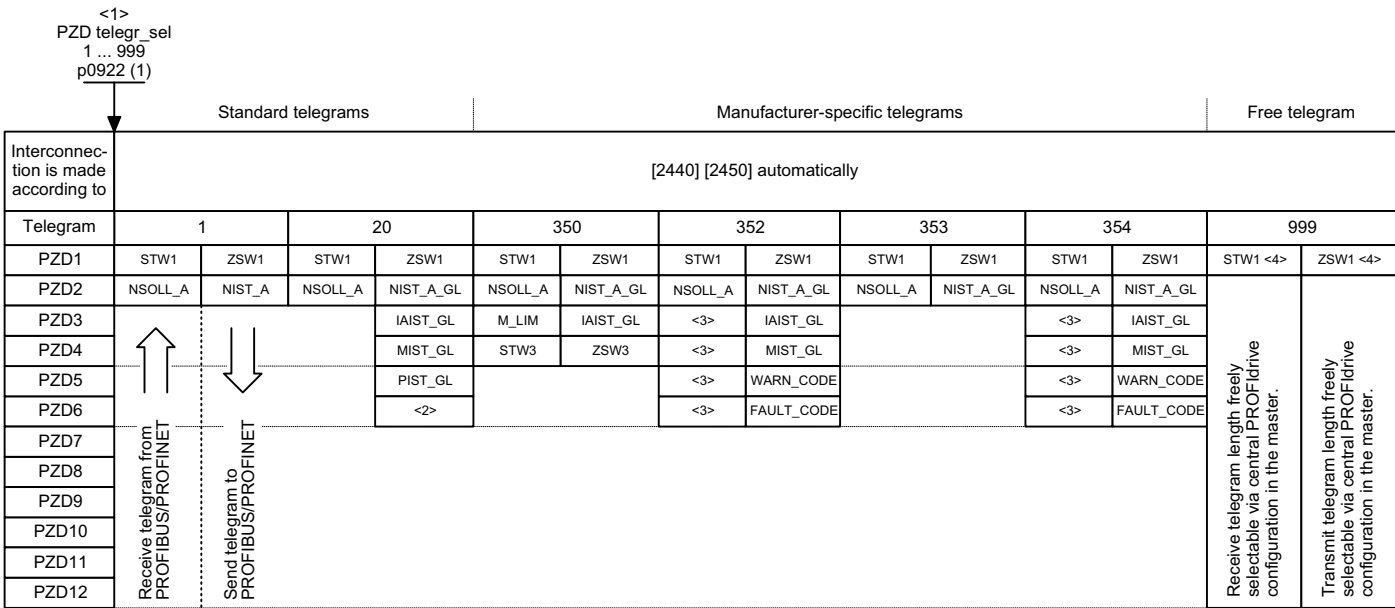 <1>
PZD telegr_sel
1 ... 999
p0922 (1)
Standard telegrams Manufacturer-specific telegrams Free telegram
Interconnec-
tion is made
according to
[2440] [2450] automatically
Telegram 1 20 350 352 353 354 999
PZD1 STW1 ZSW1 STW1 ZSW1 STW1 ZSW1 STW1 ZSW1 STW1 ZSW1 STW1 ZSW1 STW1 <4> ZSW1 <4>
PZD2 NSOLL_A NIST_A NSOLL_A NIST_A_GL NSOLL_A NIST_A_GL NSOLL_A NIST_A_GL NSOLL_A NIST_A_GL NSOLL_A NIST_A_GL
PZD3 IAIST_GL M_LIM IAIST_GL <3> IAIST_GL <3> IAIST_GL
PZD4 MIST_GL STW3 ZSW3 <3> MIST_GL <3> MIST_GL
PZD5 PIST_GL <3> WARN_CODE <3> WARN_CODE
PZD6 <2> <3> FAULT_CODE <3> FAULT_CODE
PZD7
PZD8
PZD9
PZD10
PZD11
PZD12
Receive telegram from
PROFIBUS/PROFINET
Send telegram to
PROFIBUS/PROFINET
Receive telegram length freely
selectable via central PROFIdrive
configuration in the master.
Transmit telegram length freely
selectable via central PROFIdrive
configuration in the master.